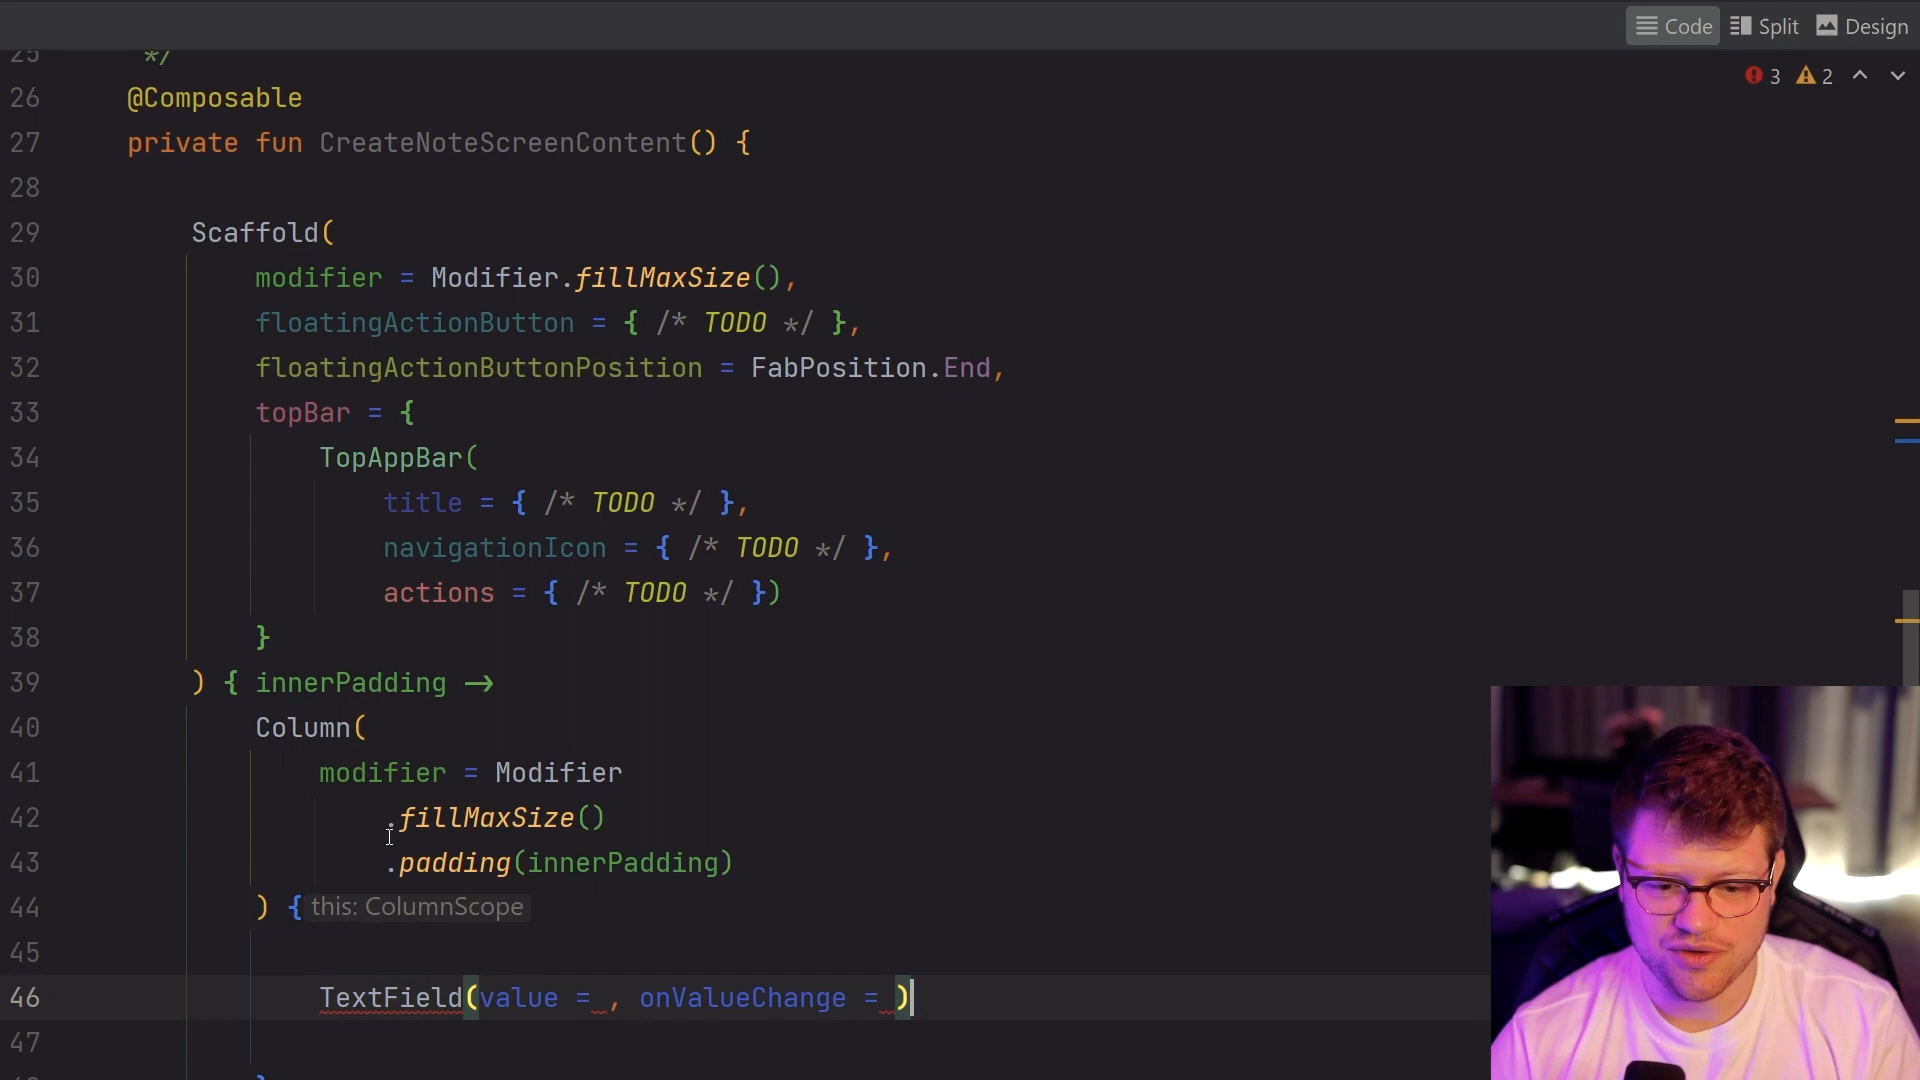 Code Split Design
3 2
25 */
26 @Composable
27 private fun CreateNoteScreenContent() {
28
29 Scaffold(
30 modifier = Modifier.fillMaxSize(),
31 floatingActionButton = { /* TODO */ },
32 floatingActionButtonPosition = FabPosition.End,
33 topBar = {
34 TopAppBar(
35 title = { /* TODO */ },
36 navigationIcon = { /* TODO */ },
37 actions = { /* TODO */ })
38 }
39 ) { innerPadding →
40 Column(
41 modifier = Modifier
42 .fillMaxSize()
43 .padding(innerPadding)
44 ) { this: ColumnScope
45
46 TextField(value = , onValueChange = )
47